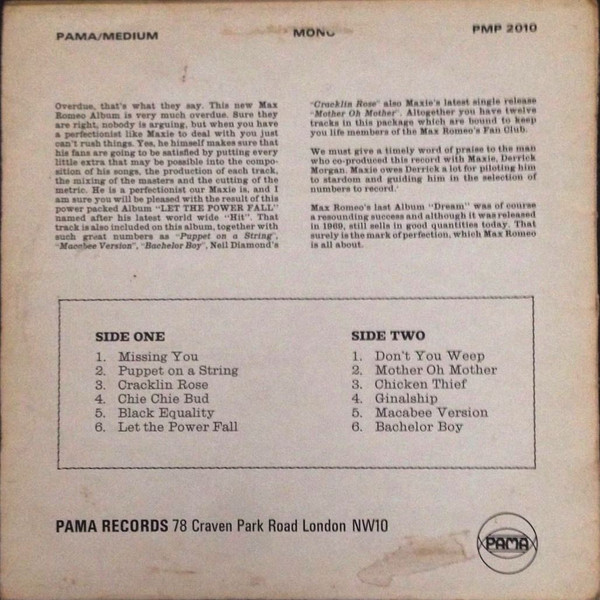 PAMA/MEDIUM
MONO
PMP 2010
Overdue, that's what they say. This new Max
Romeo Album is very much overdue. Sure they
are right, nobody is arguing, but when you have
a perfectionist like Maxie to deal with you just
can't rush things. Yes, he himself makes sure that
his fans are going to be satisfied by putting every
little extra that may be possible into the compo-
sition of his songs, the production of each track,
the mixing of the masters and the cutting of the
metric. He is a perfectionist our Maxie is, and I
am sure you will be pleased with the result of this
power packed Album "LET THE POWER FALL"
named after his latest world wide "Hit". That
track is also included on this album, together with
such great numbers as "Puppet on a String",
"Macabee Version", "Bachelor Boy", Neil Diamond's
"Cracklin Rose" also Maxie's latest single release
"Mother Oh Mother". Altogether you have twelve
tracks in this package which are bound to keep
you life members of the Max Romeo's Fan Club.
We must give a timely word of praise to the man
who co-produced this record with Maxie, Derrick
Morgan. Maxie owes Derrick a lot for piloting him
to stardom and guiding him in the selection of
numbers to record.'
Max Romeo's last Album "Dream" was of course
a resounding success and although it was released
in 1969, still sells in good quantities today. That
surely is the mark of perfection, which Max Romeo
is all about.
SIDE ONE
1. Missing You
2. Puppet on a String
3. Cracklin Rose
4. Chie Chie Bud
5. Black Equality
6. Let the Power Fall
SIDE TWO
1. Don't You Weep
2. Mother Oh Mother
3. Chicken Thief
4. Ginalship
5. Macabee Version
6. Bachelor Boy
PAMA RECORDS 78 Craven Park Road London NW10
PAMA